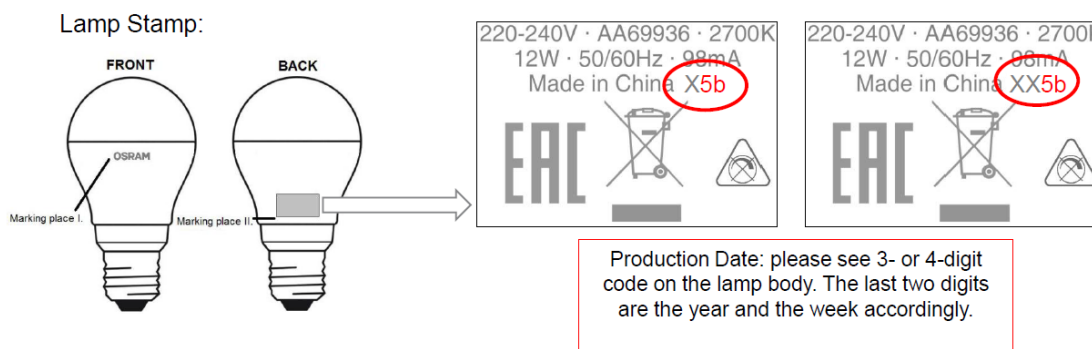 Lamp Stamp:
FRONT
BACK
OSRAM
Marking place I.
Marking place II.
220-240V · AA69936 · 2700K
12W · 50/60Hz · 98mA
Made in China X5b
EAC
220-240V · AA69936 · 2700K
12W · 50/60Hz · 98mA
Made in China XX5b
EAC
Production Date: please see 3- or 4-digit
code on the lamp body. The last two digits
are the year and the week accordingly.